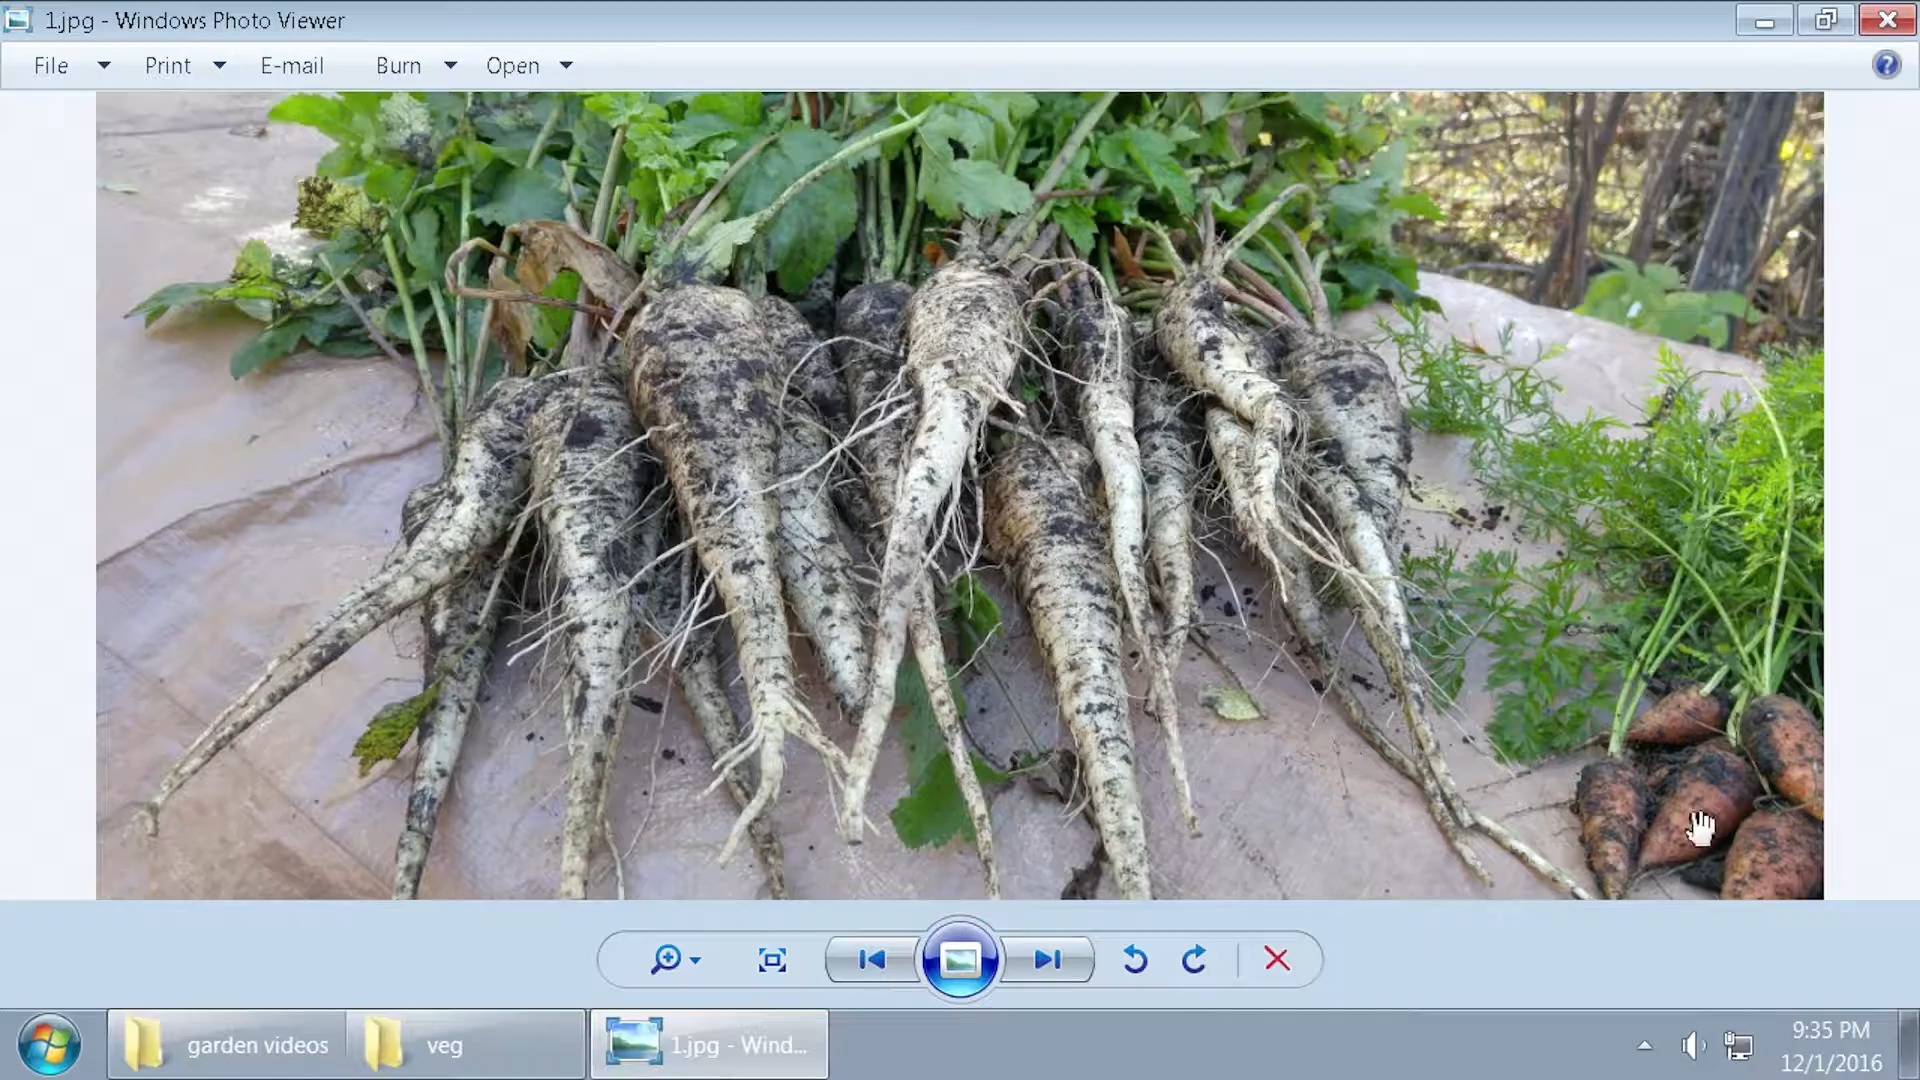 1.jpg - Windows Photo Viewer
File Print E-mail Burn Open
garden videos veg 1.jpg - Wind...
9:35 PM
12/1/2016